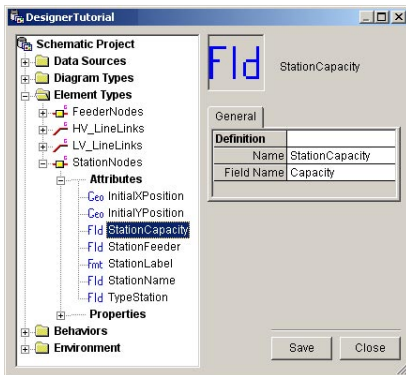 DesignerTutorial
Schematic Project
Data Sources
Diagram Types
Element Types
FeederNodes
HV_LineLinks
LV_LineLinks
StationNodes
Attributes
Geo InitialXPosition
Geo InitialYPosition
Fld StationCapacity
Fld StationFeeder
Fmt StationLabel
Fld StationName
Fld TypeStation
Properties
Behaviors
Environment
Fld StationCapacity
General
Definition
Name StationCapacity
Field Name Capacity
Save Close